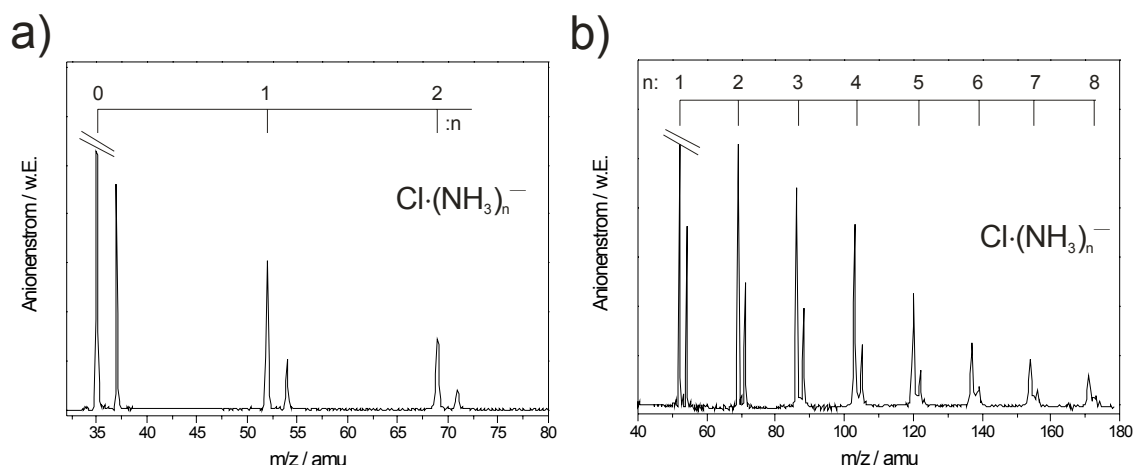 a)
0 1 2
:n
Cl·(NH₃)ₙ⁻
Anionenstrom / w.E.
35 40 45 50 55 60 65 70 75 80
m/z / amu
b)
n: 1 2 3 4 5 6 7 8
Cl·(NH₃)ₙ⁻
Anionenstrom / w.E.
40 60 80 100 120 140 160 180
m/z / amu